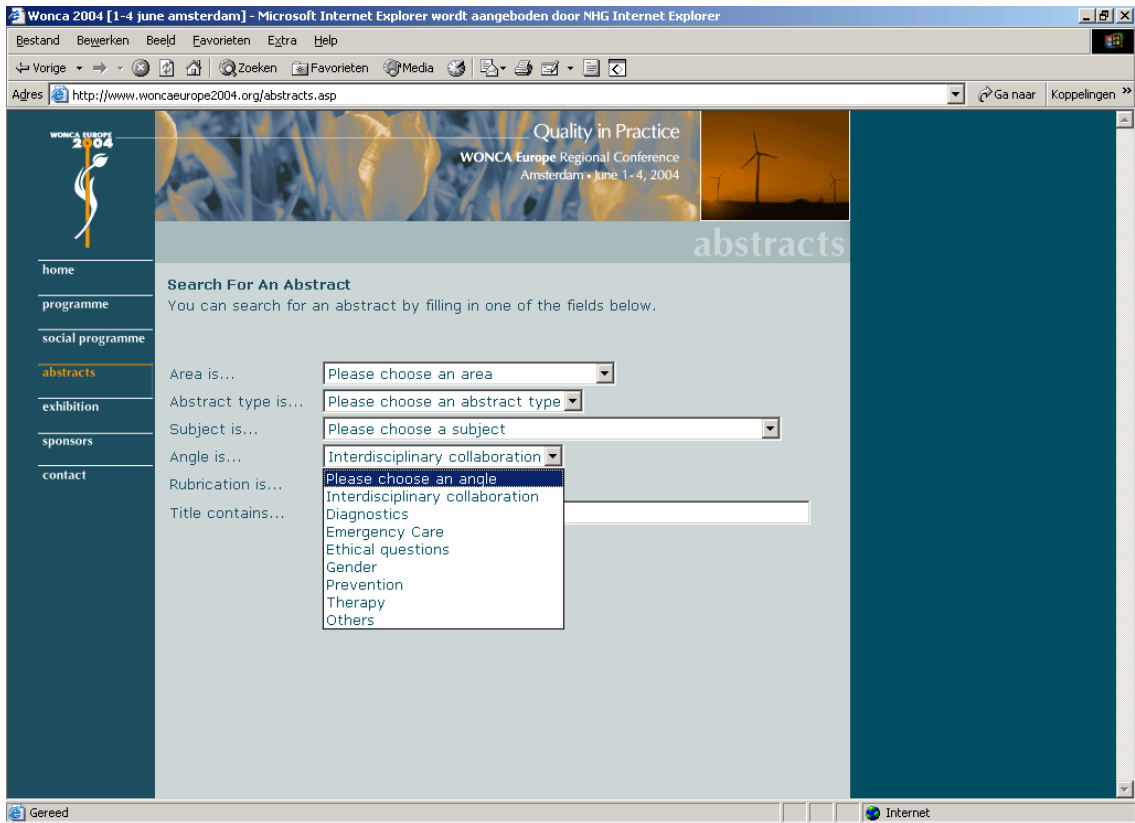 Wonca 2004 [1-4 june amsterdam] - Microsoft Internet Explorer wordt aangeboden door NHG Internet Explorer
Bestand Bewerken Beeld Favorieten Extra Help
Vorige Zoeken Favorieten Media
Adres http://www.woncaeurope2004.org/abstracts.asp Ga naar Koppelingen »
WONCA EUROPE
2004
Quality in Practice
WONCA Europe Regional Conference
Amsterdam • June 1-4, 2004
abstracts
home
programme
social programme
abstracts
exhibition
sponsors
contact
Search For An Abstract
You can search for an abstract by filling in one of the fields below.
Area is... Please choose an area
Abstract type is... Please choose an abstract type
Subject is... Please choose a subject
Angle is... Interdisciplinary collaboration
Rubrication is...
Title contains...
Please choose an angle
Interdisciplinary collaboration
Diagnostics
Emergency Care
Ethical questions
Gender
Prevention
Therapy
Others
Gereed Internet